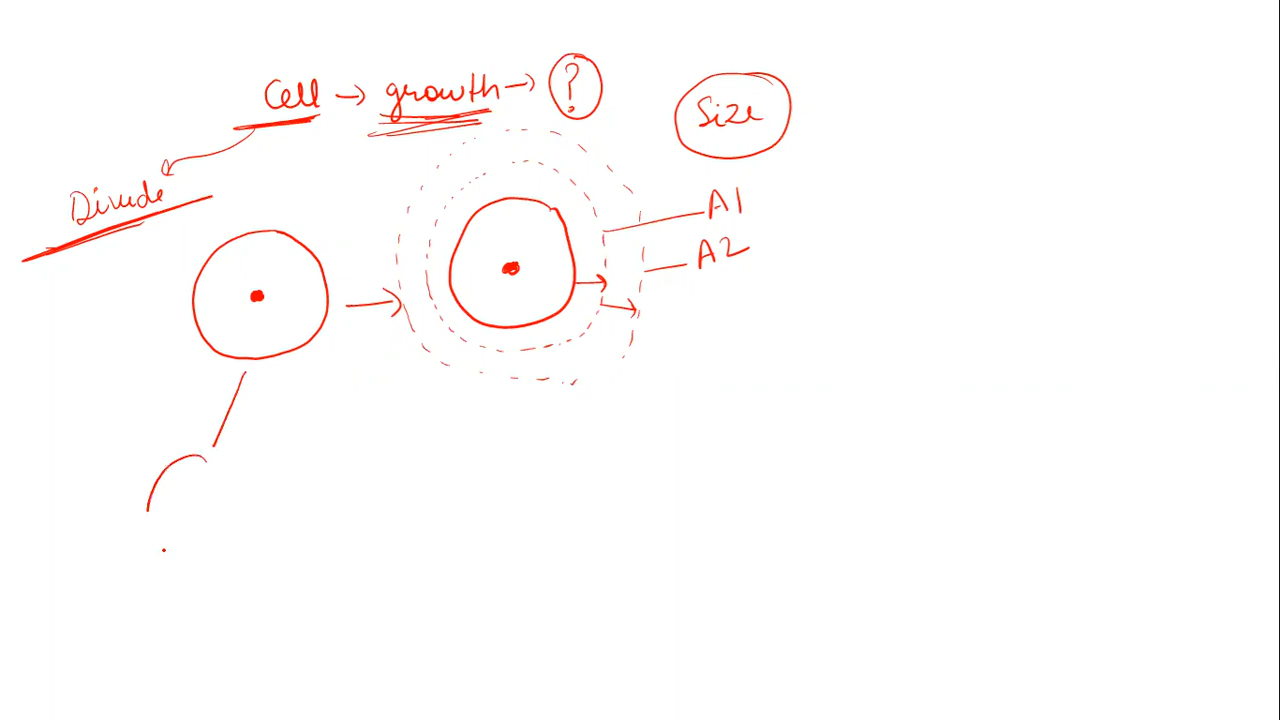 Cell → growth → ?
Size
Divide
A1
A2